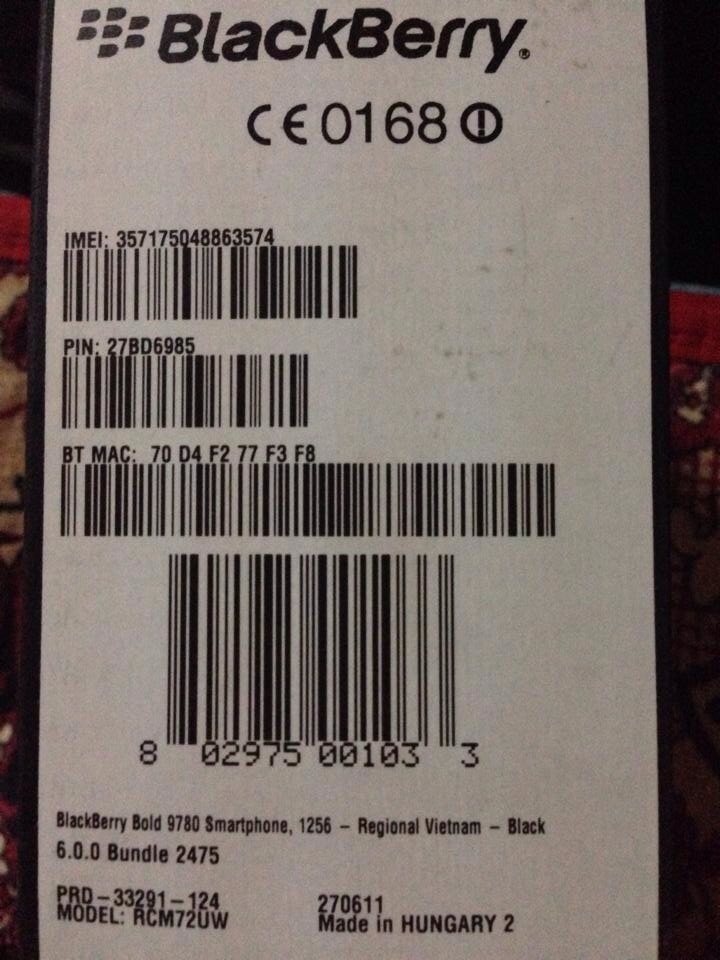 BlackBerry®
CE0168
IMEI: 357175048863574
PIN: 27BD6985
BT MAC: 70 D4 F2 77 F3 F8
8 02975 00103 3
BlackBerry Bold 9780 Smartphone, 1256 – Regional Vietnam – Black
6.0.0 Bundle 2475
PRD-33291-124 270611
MODEL: RCM72UW Made in HUNGARY 2